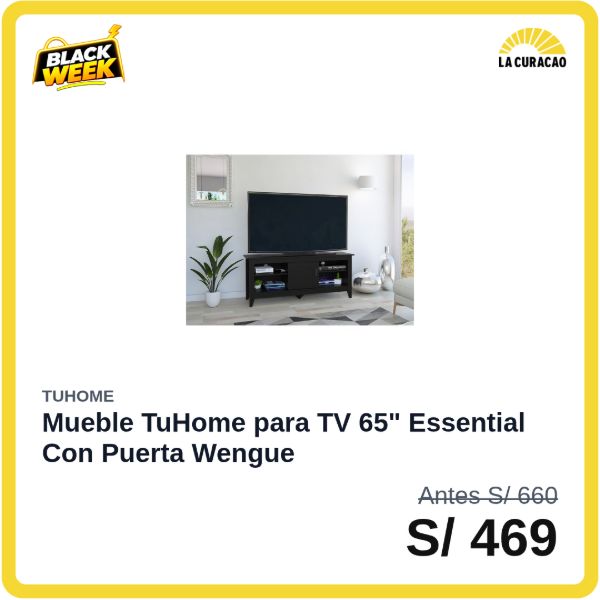 BLACK
WEEK
LA CURACAO
TUHOME
Mueble TuHome para TV 65" Essential
Con Puerta Wengue
Antes S/ 660
S/ 469